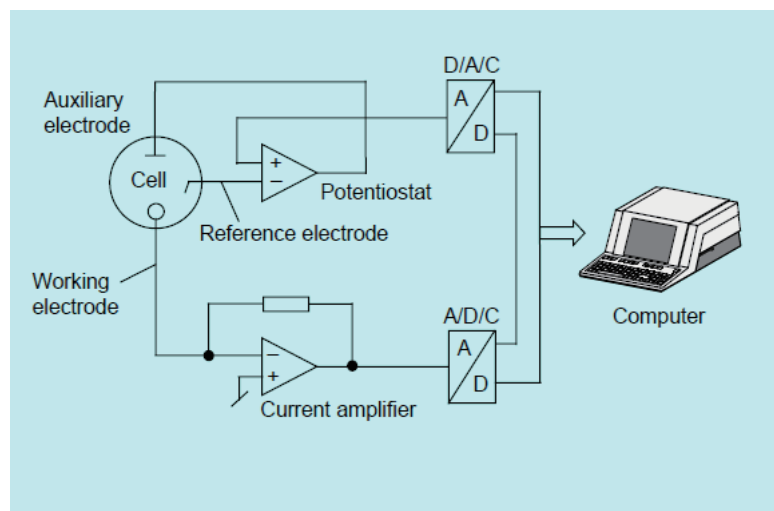 D/A/C
Auxiliary
electrode
A
D
Cell
+
−
Potentiostat
Reference electrode
Working
electrode
A/D/C
Computer
A
D
−
+
Current amplifier